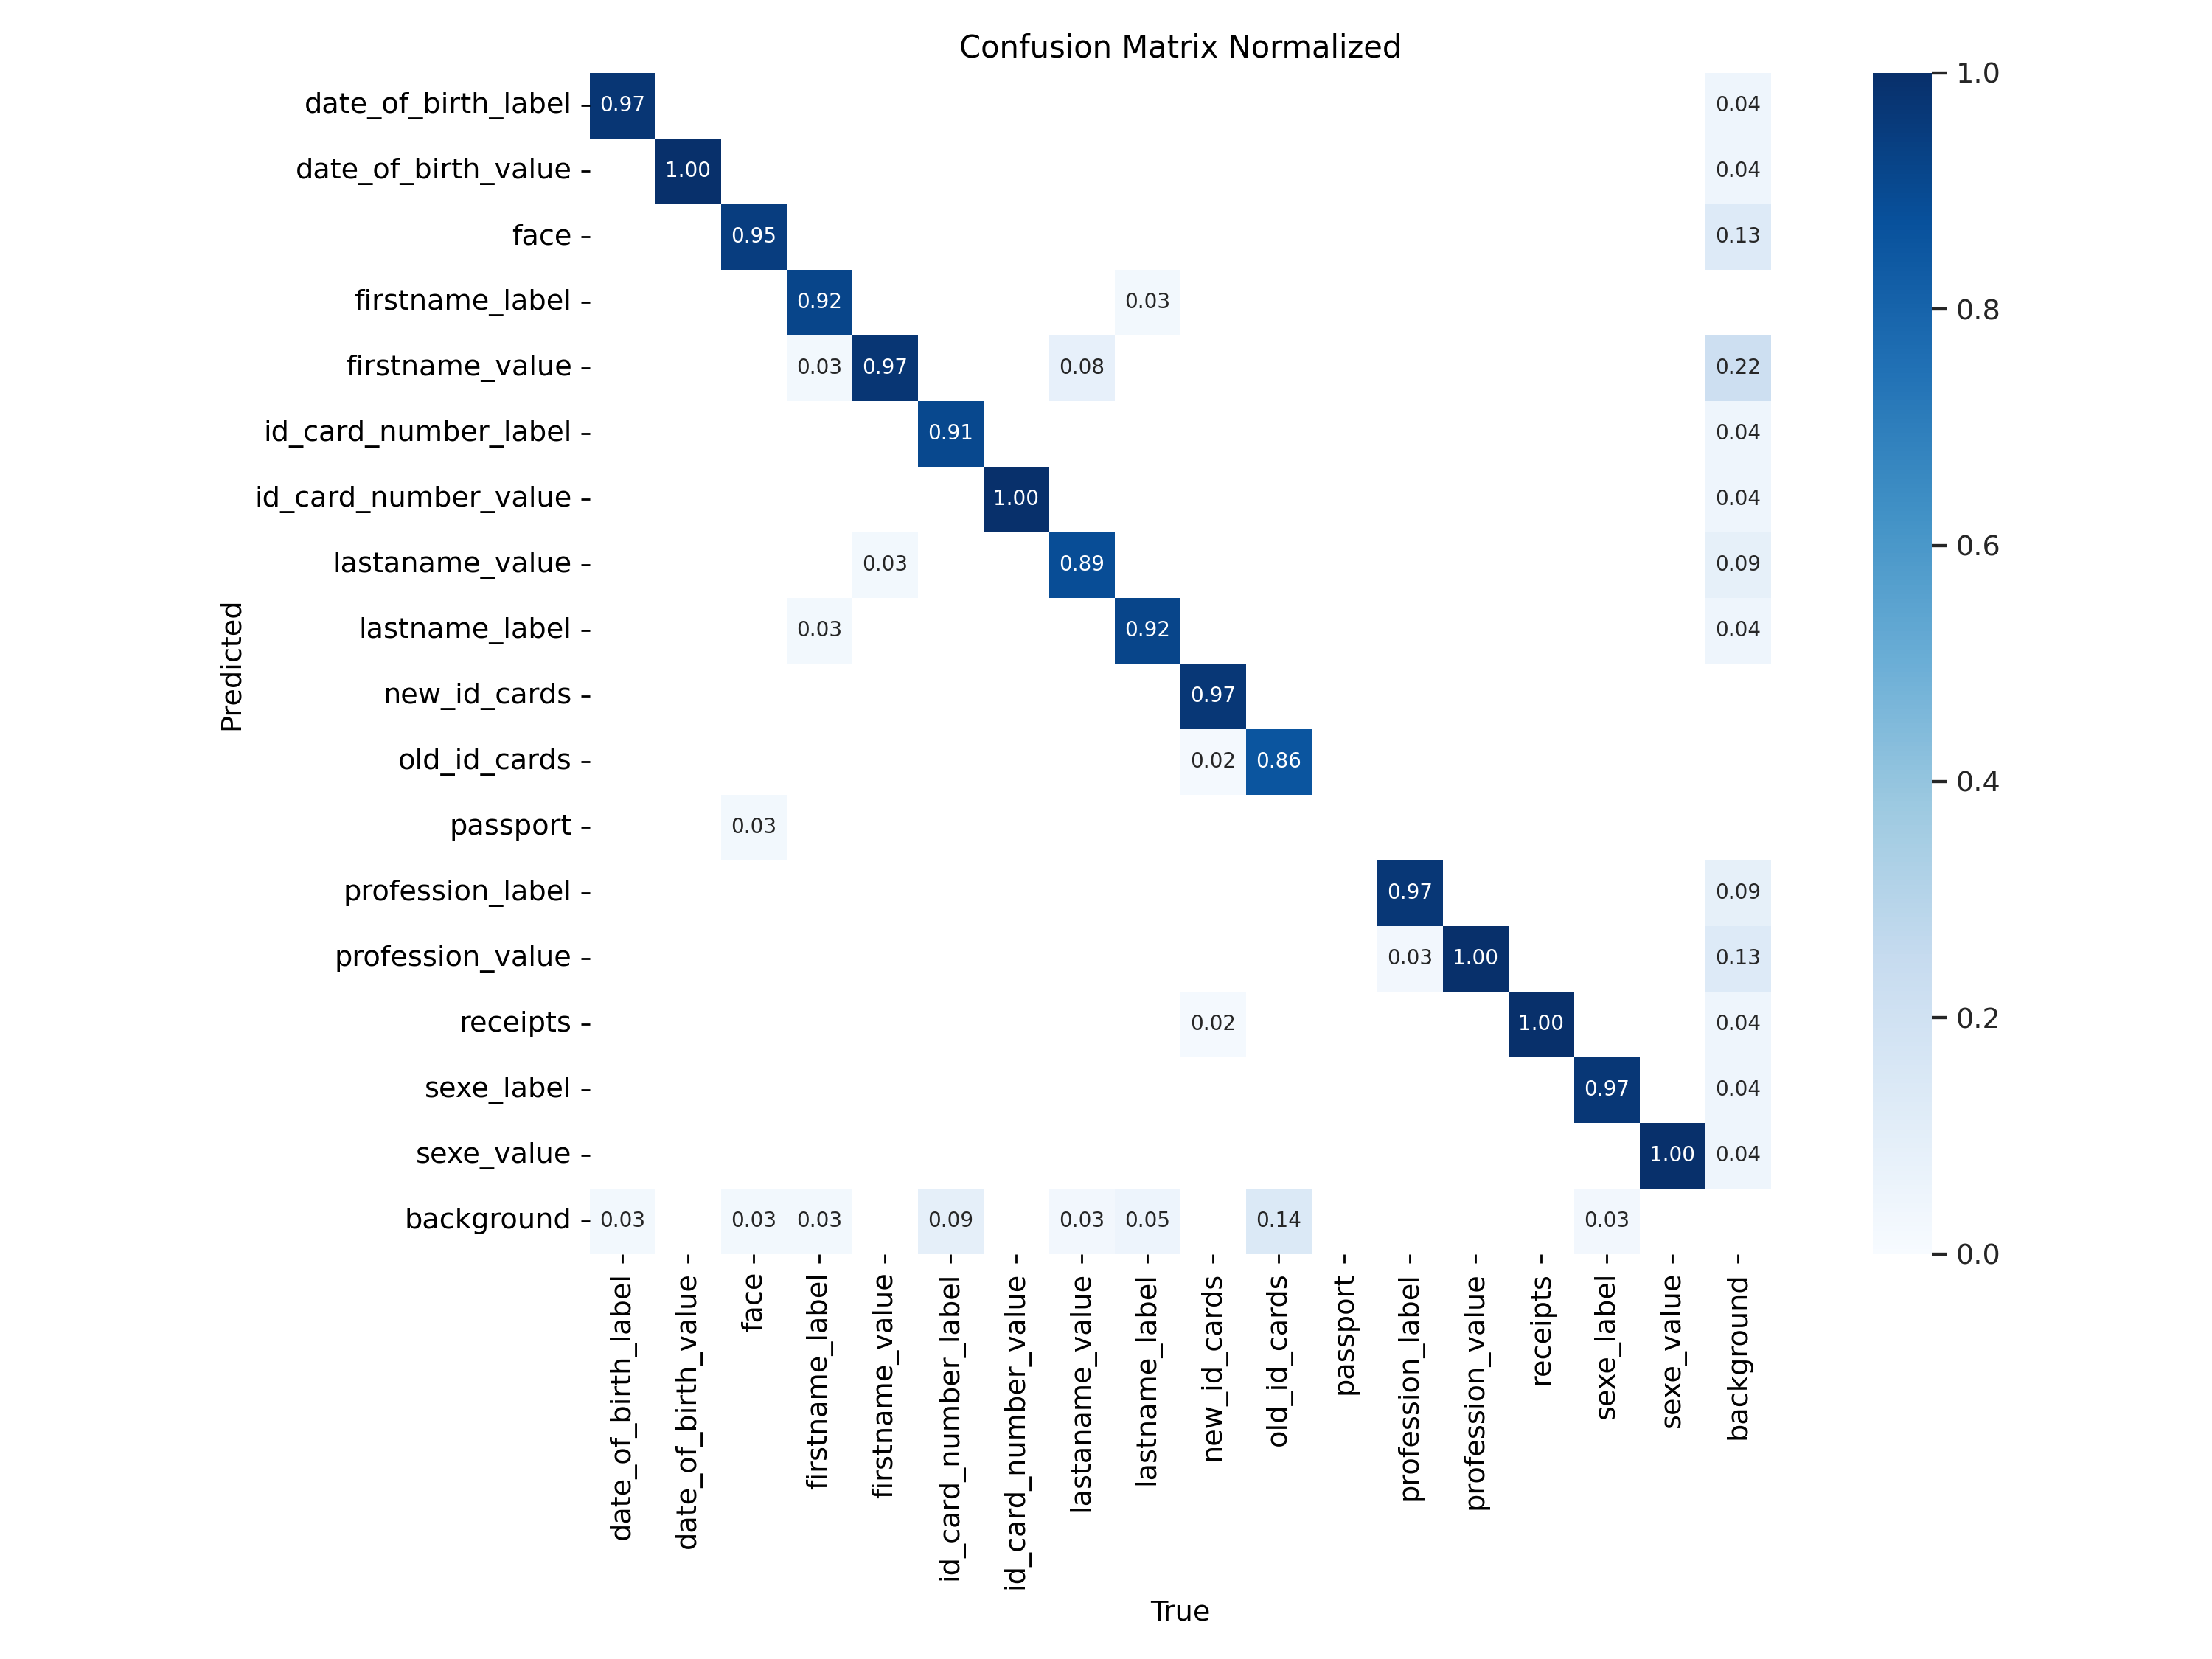 Confusion Matrix Normalized
date_of_birth_label 0.97 0.04
date_of_birth_value 1.00 0.04
face 0.95 0.13
firstname_label 0.92 0.03
firstname_value 0.03 0.97 0.08 0.22
id_card_number_label 0.91 0.04
id_card_number_value 1.00 0.04
lastaname_value 0.03 0.89 0.09
lastname_label 0.03 0.92 0.04
new_id_cards 0.97
old_id_cards 0.02 0.86
passport 0.03
profession_label 0.97 0.09
profession_value 0.03 1.00 0.13
receipts 0.02 1.00 0.04
sexe_label 0.97 0.04
sexe_value 1.00 0.04
background 0.03 0.03 0.03 0.09 0.03 0.05 0.14 0.03
Predicted
date_of_birth_label
date_of_birth_value
face
firstname_label
firstname_value
id_card_number_label
id_card_number_value
lastaname_value
lastname_label
new_id_cards
old_id_cards
passport
profession_label
profession_value
receipts
sexe_label
sexe_value
background
True
1.0
0.8
0.6
0.4
0.2
0.0